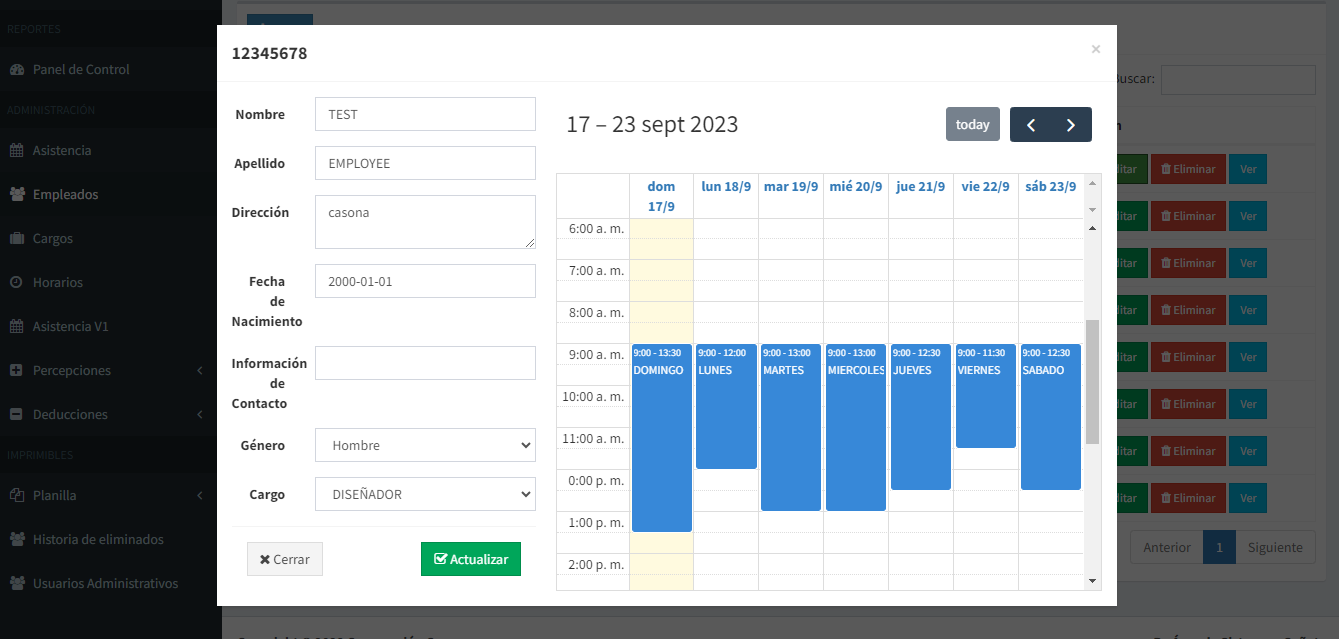 REPORTES
Panel de Control
ADMINISTRACIÓN
Asistencia
Empleados
Cargos
Horarios
Asistencia V1
Percepciones
Deducciones
IMPRIMIBLES
Planilla
Historia de eliminados
Usuarios Administrativos
12345678
×
Nombre
TEST
Apellido
EMPLOYEE
Dirección
casona
Fecha
de
Nacimiento
2000-01-01
Información
de
Contacto
Género
Hombre
Cargo
DISEÑADOR
Cerrar
Actualizar
17 – 23 sept 2023
today
dom
17/9
lun 18/9
mar 19/9
mié 20/9
jue 21/9
vie 22/9
sáb 23/9
6:00 a. m.
7:00 a. m.
8:00 a. m.
9:00 a. m.
10:00 a. m.
11:00 a. m.
0:00 p. m.
1:00 p. m.
2:00 p. m.
9:00 - 13:30
DOMINGO
9:00 - 12:00
LUNES
9:00 - 13:00
MARTES
9:00 - 13:00
MIERCOLES
9:00 - 12:30
JUEVES
9:00 - 11:30
VIERNES
9:00 - 12:30
SABADO
Buscar:
Eliminar Ver
Eliminar Ver
Eliminar Ver
Eliminar Ver
Eliminar Ver
Eliminar Ver
Eliminar Ver
Eliminar Ver
Anterior 1 Siguiente